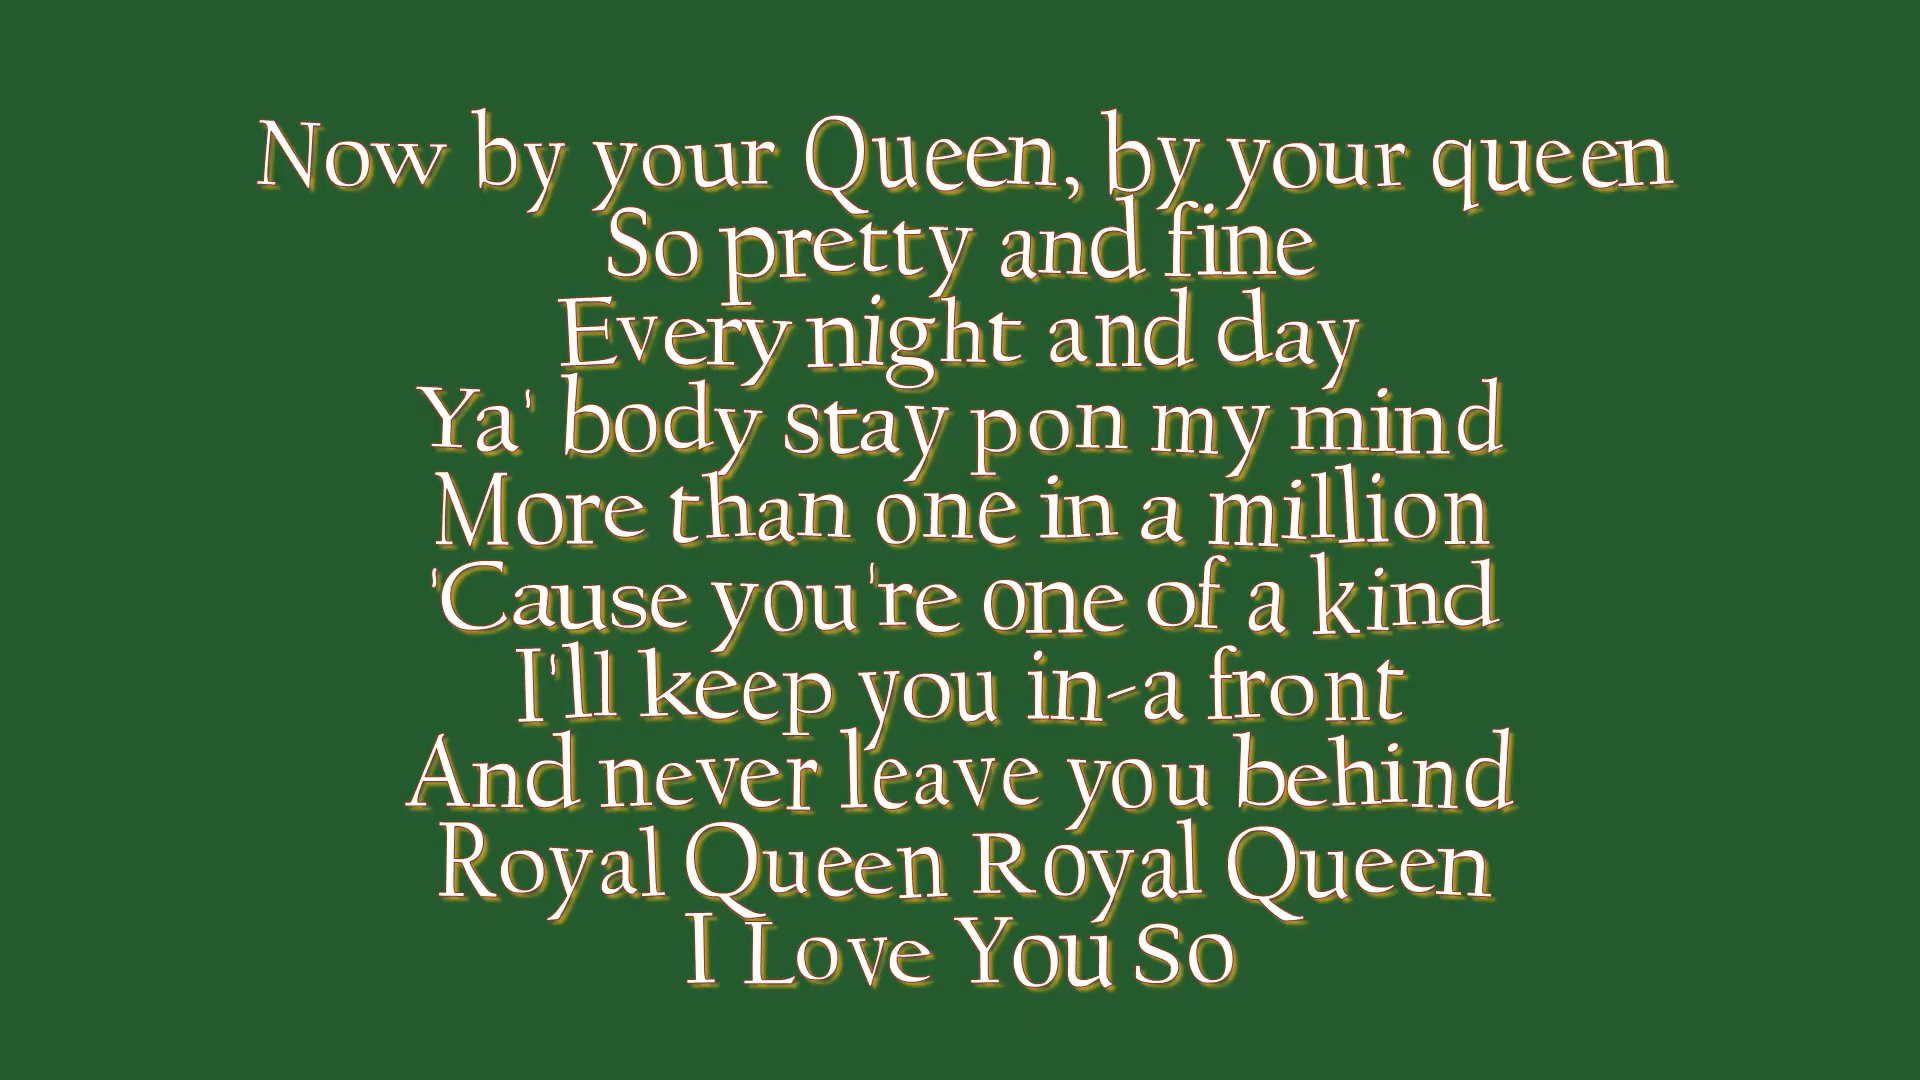 Now by your Queen, by your queen
So pretty and fine
Every night and day
Ya' body stay pon my mind
More than one in a million
'Cause you're one of a kind
I'll keep you in-a front
And never leave you behind
Royal Queen Royal Queen
I Love You So